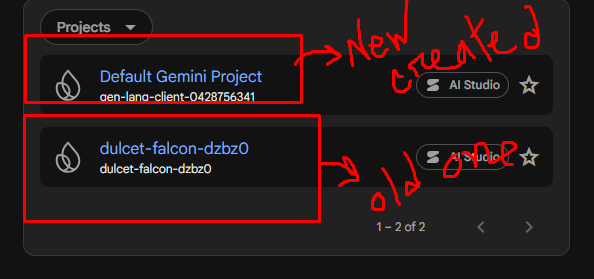 Projects
New created
Default Gemini Project
gen-lang-client-0428756341
AI Studio
dulcet-falcon-dzbz0
dulcet-falcon-dzbz0
AI Studio
old one
1 – 2 of 2